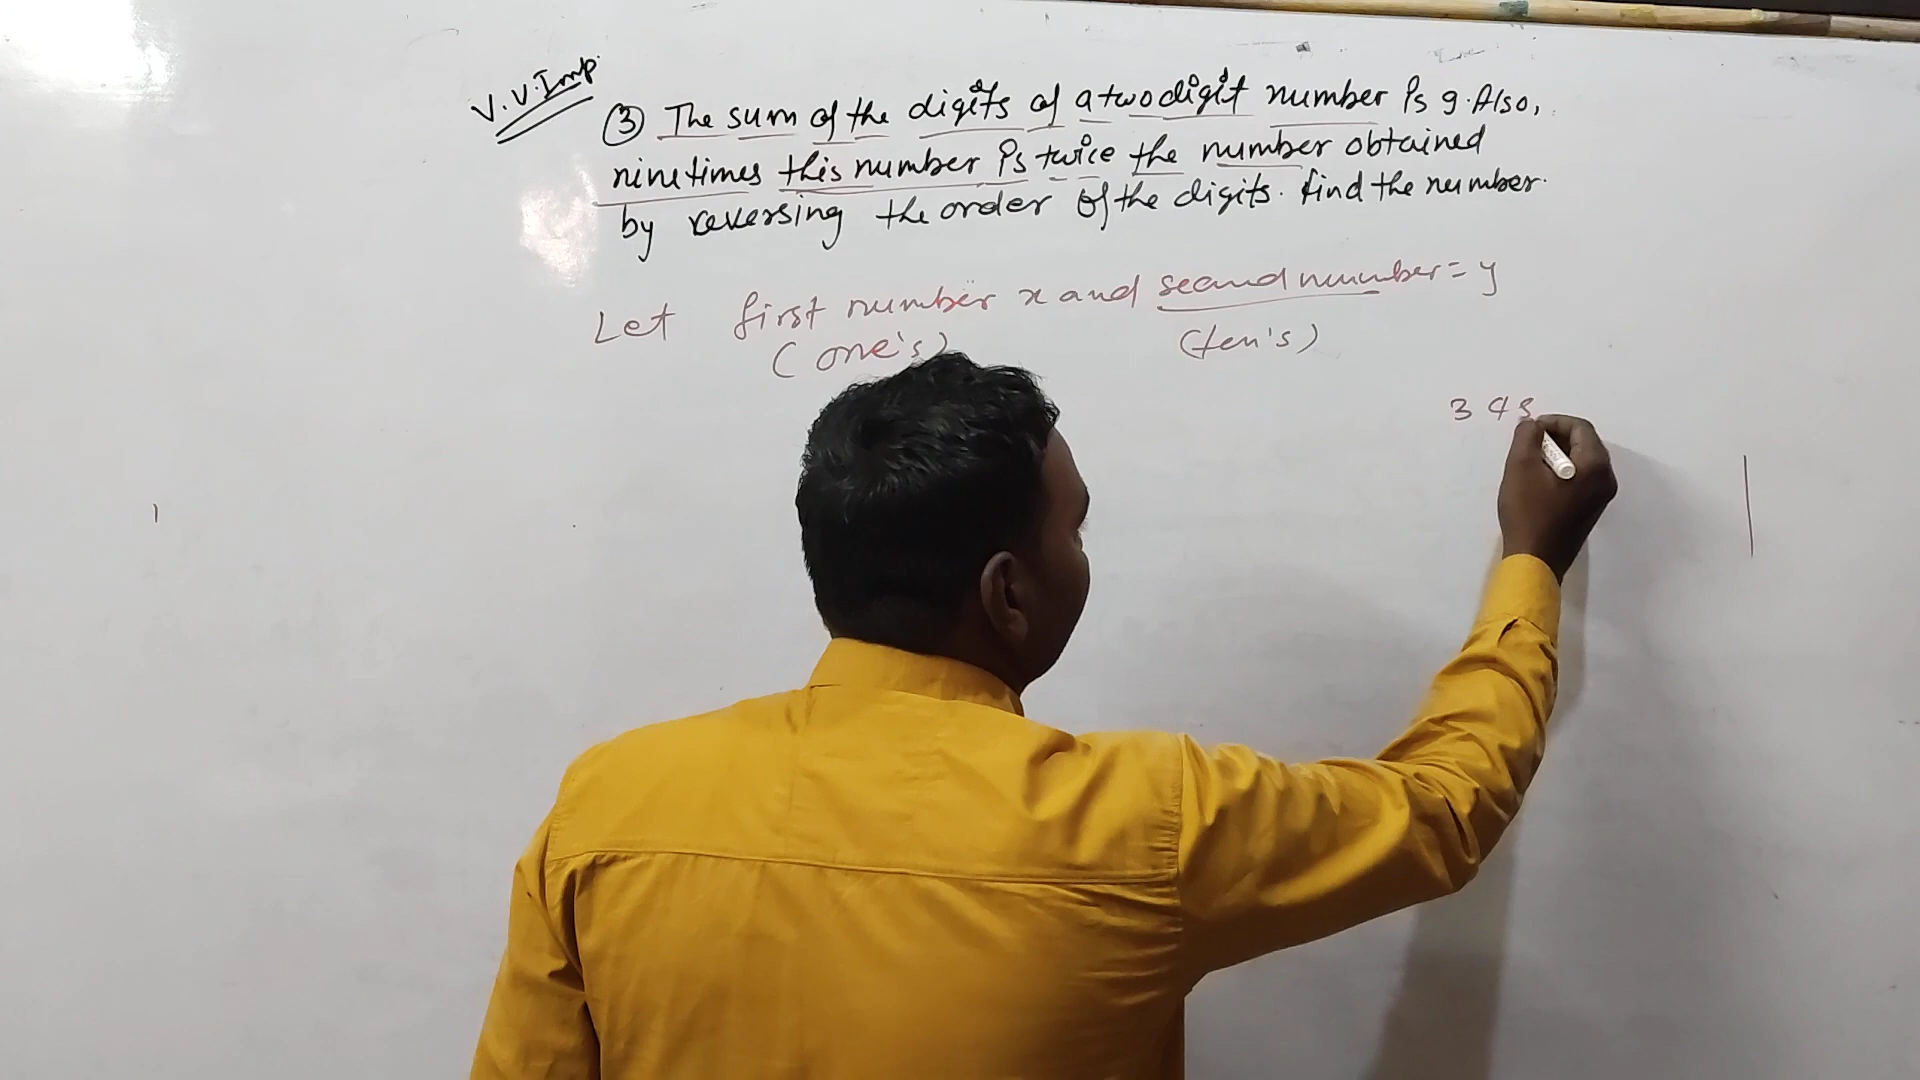 V.V.Imp.
③ The sum of the digits of a two digit number is 9. Also,
nine times this number is twice the number obtained
by reversing the order of the digits. find the number.
Let first number x and second number = y
(one's) (ten's)
3 4 5